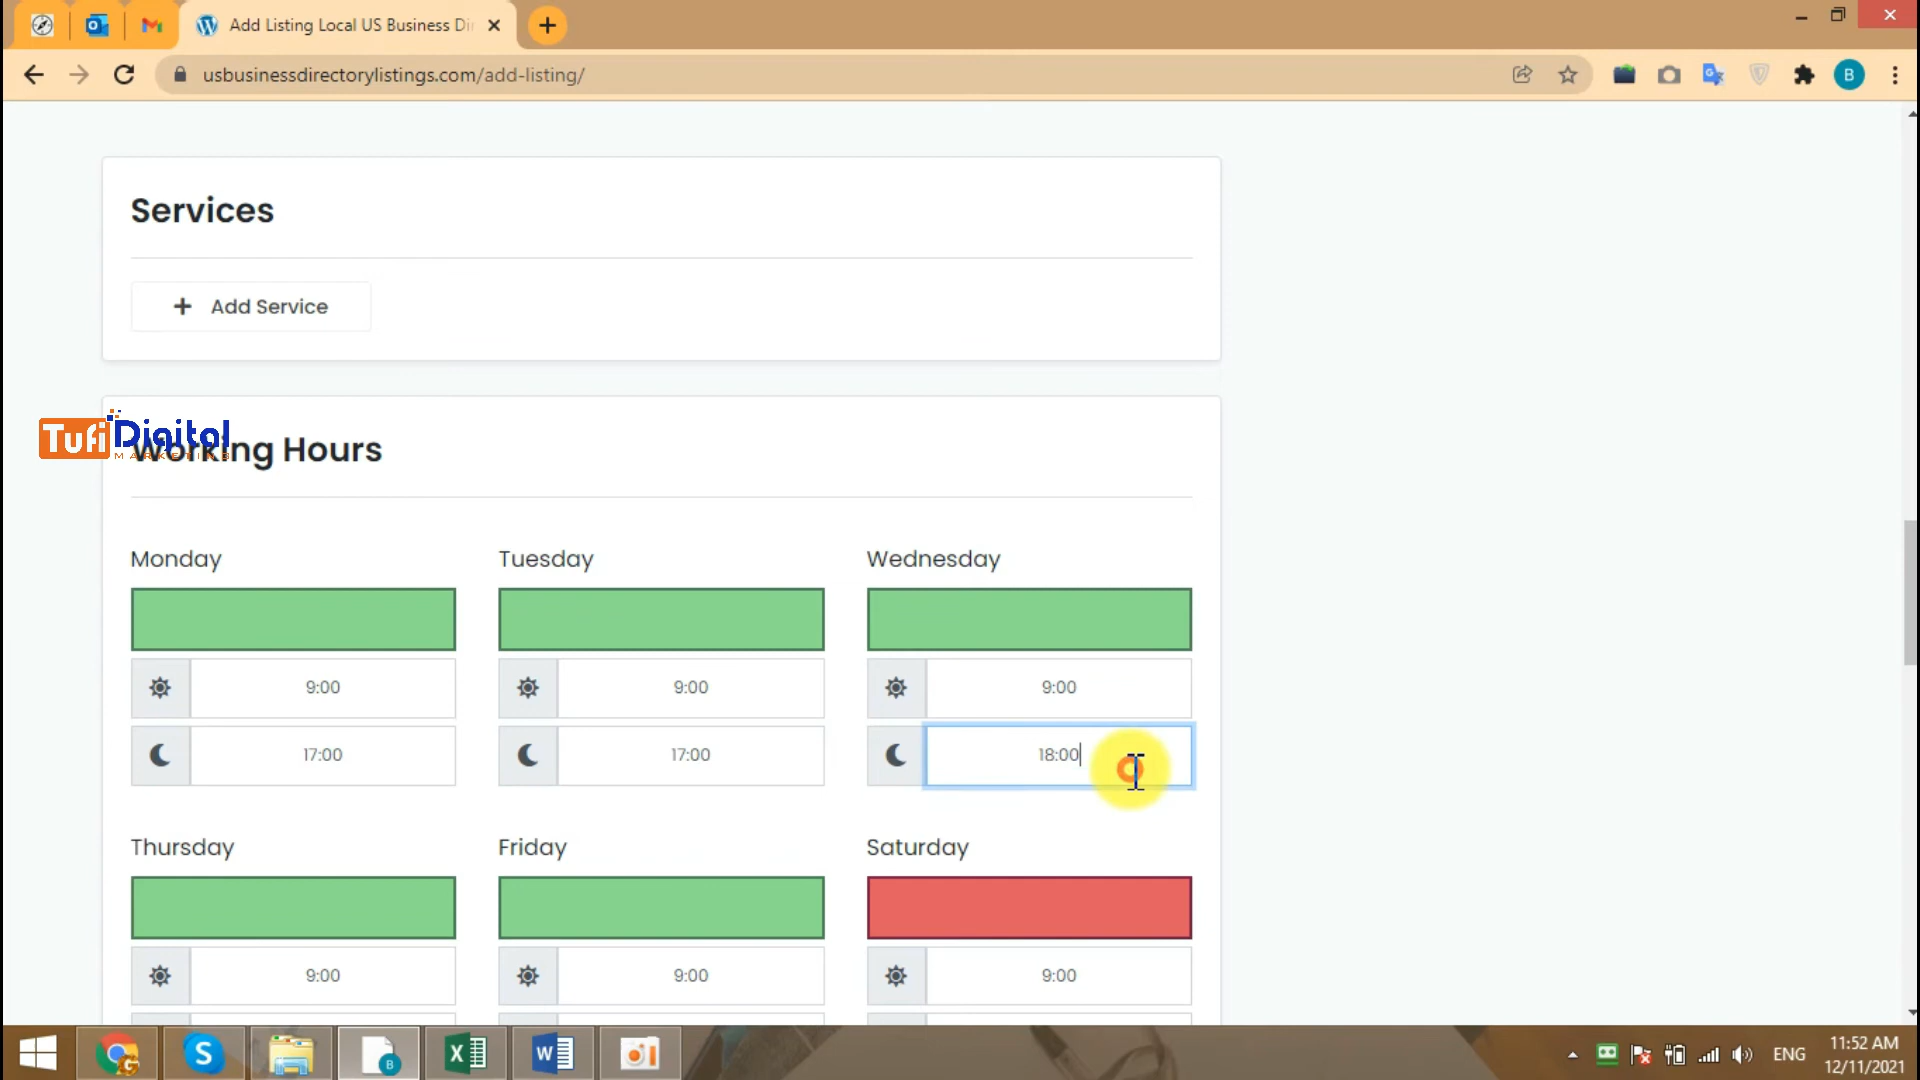 Add Listing Local US Business Dir
usbusinessdirectorylistings.com/add-listing/
B
Services
+ Add Service
Tufi Digital
MARKETING
Working Hours
Monday
Tuesday
Wednesday
9:00
9:00
9:00
17:00
17:00
18:00
Thursday
Friday
Saturday
9:00
9:00
9:00
ENG
11:52 AM
12/11/2021